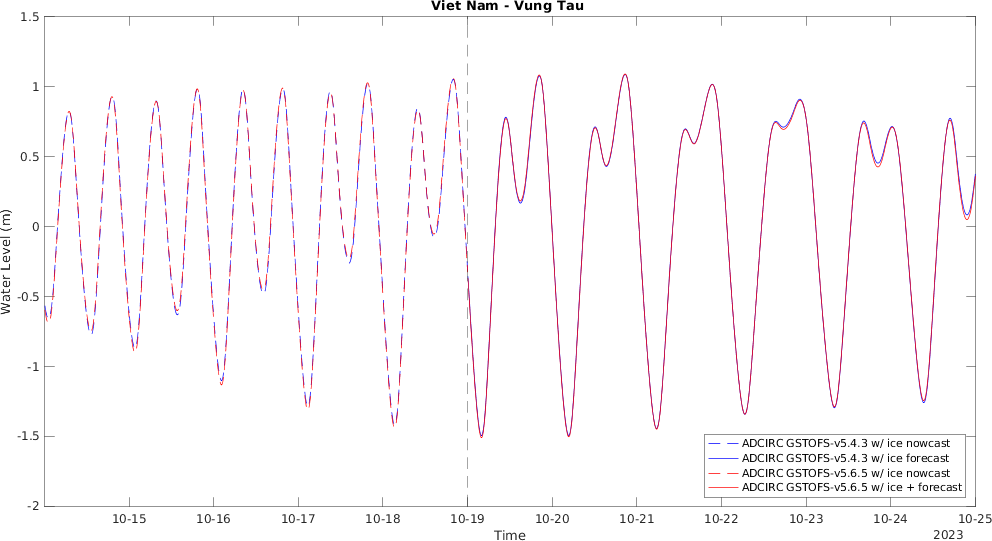 Viet Nam - Vung Tau
1.5
1
0.5
0
-0.5
-1
-1.5
-2
Water Level (m)
10-15
10-16
10-17
10-18
10-19
10-20
10-21
10-22
10-23
10-24
10-25
Time
2023
ADCIRC GSTOFS-v5.4.3 w/ ice nowcast
ADCIRC GSTOFS-v5.4.3 w/ ice forecast
ADCIRC GSTOFS-v5.6.5 w/ ice nowcast
ADCIRC GSTOFS-v5.6.5 w/ ice + forecast